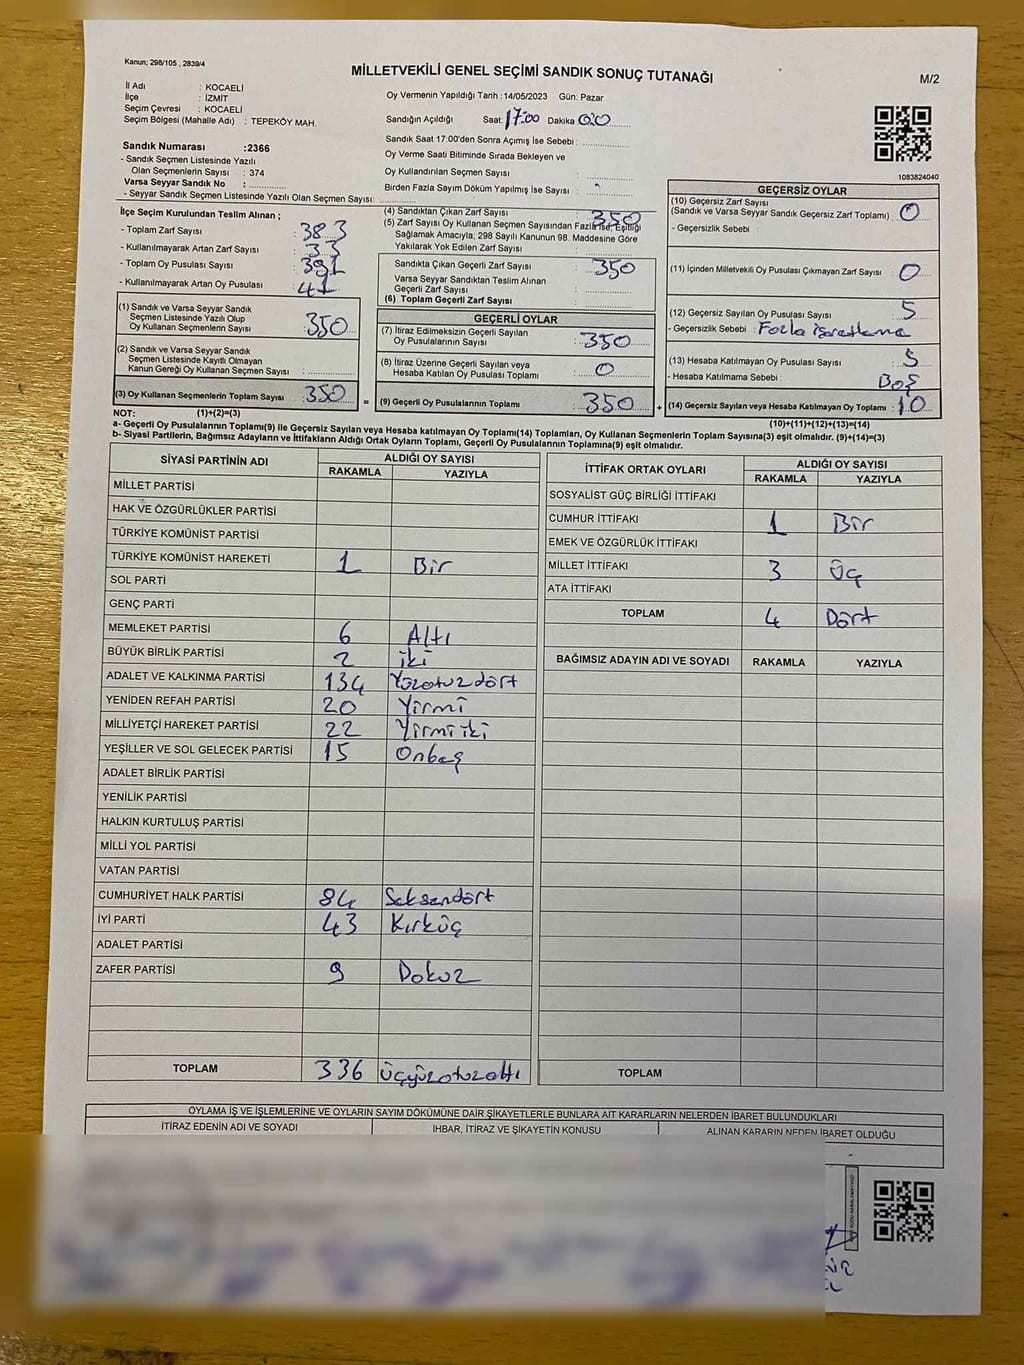 Kanun; 298/105 , 2839/4
MİLLETVEKİLİ GENEL SEÇİMİ SANDIK SONUÇ TUTANAĞI
M/2
İl Adı : KOCAELİ
İlçe : İZMİT
Seçim Çevresi : KOCAELİ
Seçim Bölgesi (Mahalle Adı) : TEPEKÖY MAH.
Oy Vermenin Yapıldığı Tarih :14/05/2023 Gün: Pazar
Sandığın Açıldığı Saat: 17:00 Dakika 00
Sandık Saat 17:00'den Sonra Açımış İse Sebebi :
Oy Verme Saati Bitiminde Sırada Bekleyen ve
Oy Kullandırılan Seçmen Sayısı :
Birden Fazla Sayım Döküm Yapılmış İse Sayısı :
1083824040
Sandık Numarası :2366
- Sandık Seçmen Listesinde Yazılı
Olan Seçmenlerin Sayısı : 374
Varsa Seyyar Sandık No :
- Seyyar Sandık Seçmen Listesinde Yazılı Olan Seçmen Sayısı:
İlçe Seçim Kurulundan Teslim Alınan ;
- Toplam Zarf Sayısı : 383
- Kullanılmayarak Artan Zarf Sayısı : 33
- Toplam Oy Pusulası Sayısı : 391
- Kullanılmayarak Artan Oy Pusulası : 41
(1) Sandık ve Varsa Seyyar Sandık
Seçmen Listesinde Yazılı Olup
Oy Kullanan Seçmenlerin Sayısı : 350
(2) Sandık ve Varsa Seyyar Sandık
Seçmen Listesinde Kayıtlı Olmayan
Kanun Gereği Oy Kullanan Seçmen Sayısı :
(3) Oy Kullanan Seçmenlerin Toplam Sayısı : 350
(4) Sandıktan Çıkan Zarf Sayısı : 350
(5) Zarf Sayısı Oy Kullanan Seçmen Sayısından Fazla ise, Eşitliği
Sağlamak Amacıyla; 298 Sayılı Kanunun 98. Maddesine Göre
Yakılarak Yok Edilen Zarf Sayısı :
Sandıkta Çıkan Geçerli Zarf Sayısı : 350
Varsa Seyyar Sandıktan Teslim Alınan
Geçerli Zarf Sayısı :
(6) Toplam Geçerli Zarf Sayısı :
GEÇERLİ OYLAR
(7) İtiraz Edilmeksizin Geçerli Sayılan
Oy Pusulalarının Sayısı : 350
(8) İtiraz Üzerine Geçerli Sayılan veya
Hesaba Katılan Oy Pusulası Toplamı : 0
= (9) Geçerli Oy Pusulalarının Toplamı : 350
GEÇERSİZ OYLAR
(10) Geçersiz Zarf Sayısı
(Sandık ve Varsa Seyyar Sandık Geçersiz Zarf Toplamı) : 0
- Geçersizlik Sebebi :
(11) İçinden Milletvekili Oy Pusulası Çıkmayan Zarf Sayısı : 0
(12) Geçersiz Sayılan Oy Pusulası Sayısı : 5
- Geçersizlik Sebebi : Fazla işaretleme
(13) Hesaba Katılmayan Oy Pusulası Sayısı : 5
- Hesaba Katılmama Sebebi : Boş
+ (14) Geçersiz Sayılan veya Hesaba Katılmayan Oy Toplamı : 10
NOT: (1)+(2)=(3)
(10)+(11)+(12)+(13)=(14)
a- Geçerli Oy Pusulalarının Toplamı(9) ile Geçersiz Sayılan veya Hesaba katılmayan Oy Toplamı(14) Toplamları, Oy Kullanan Seçmenlerin Toplam Sayısına(3) eşit olmalıdır. (9)+(14)=(3)
b- Siyasi Partilerin, Bağımsız Adayların ve İttifakların Aldığı Ortak Oyların Toplamı, Geçerli Oy Pusulalarının Toplamına(9) eşit olmalıdır.
SİYASİ PARTİNİN ADI ALDIĞI OY SAYISI
RAKAMLA YAZIYLA
MİLLET PARTİSİ
HAK VE ÖZGÜRLÜKLER PARTİSİ
TÜRKİYE KOMÜNİST PARTİSİ
TÜRKİYE KOMÜNİST HAREKETİ 1 Bir
SOL PARTİ
GENÇ PARTİ
MEMLEKET PARTİSİ 6 Altı
BÜYÜK BİRLİK PARTİSİ 2 iki
ADALET VE KALKINMA PARTİSİ 134 Yüzotuzdört
YENİDEN REFAH PARTİSİ 20 Yirmi
MİLLİYETÇİ HAREKET PARTİSİ 22 Yirmi iki
YEŞİLLER VE SOL GELECEK PARTİSİ 15 Onbeş
ADALET BİRLİK PARTİSİ
YENİLİK PARTİSİ
HALKIN KURTULUŞ PARTİSİ
MİLLİ YOL PARTİSİ
VATAN PARTİSİ
CUMHURİYET HALK PARTİSİ 84 Seksendört
İYİ PARTİ 43 Kırküç
ADALET PARTİSİ
ZAFER PARTİSİ 9 Dokuz
TOPLAM 336 Üçyüzotuzaltı
İTTİFAK ORTAK OYLARI ALDIĞI OY SAYISI
RAKAMLA YAZIYLA
SOSYALİST GÜÇ BİRLİĞİ İTTİFAKI
CUMHUR İTTİFAKI 1 Bir
EMEK VE ÖZGÜRLÜK İTTİFAKI
MİLLET İTTİFAKI 3 Üç
ATA İTTİFAKI
TOPLAM 4 Dört
BAĞIMSIZ ADAYIN ADI VE SOYADI RAKAMLA YAZIYLA
TOPLAM
OYLAMA İŞ VE İŞLEMLERİNE VE OYLARIN SAYIM DÖKÜMÜNE DAİR ŞİKAYETLERLE BUNLARA AİT KARARLARIN NELERDEN İBARET BULUNDUKLARI
İTİRAZ EDENİN ADI VE SOYADI İHBAR, İTİRAZ VE ŞİKAYETİN KONUSU ALINAN KARARIN NEDEN İBARET OLDUĞU